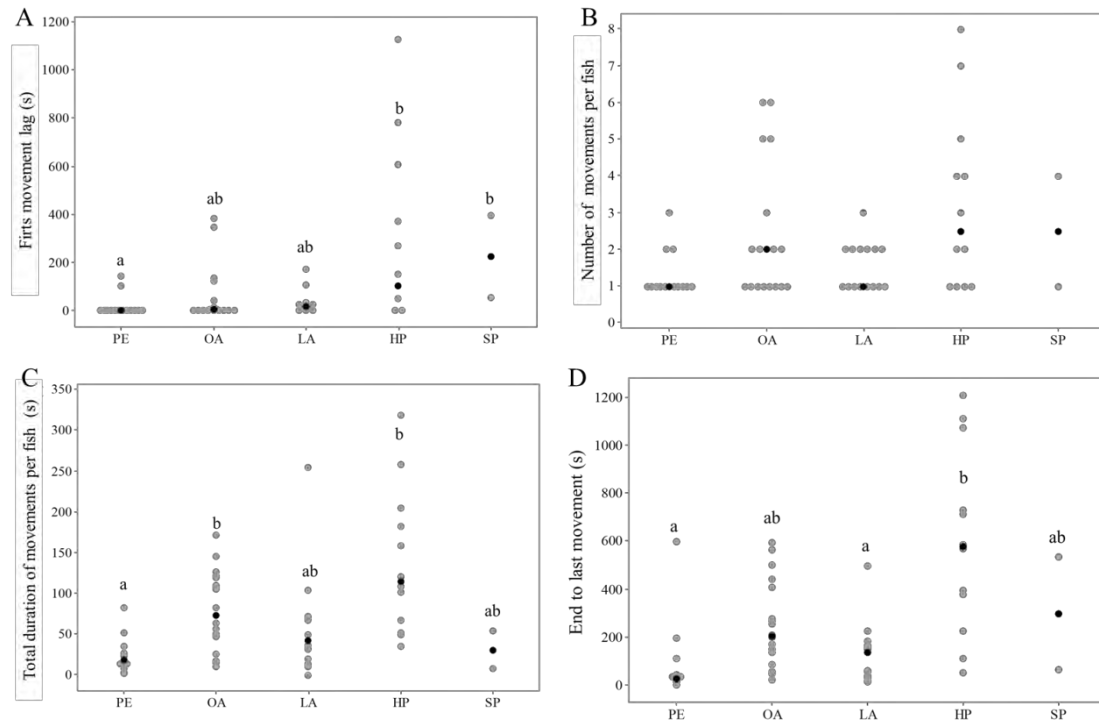 A
Firts movement lag (s)
1200
1000
800
600
400
200
0
a
ab
ab
b
b
PE OA LA HP SP
B
Number of movements per fish
8
7
6
5
4
3
2
1
0
PE OA LA HP SP
C
Total duration of movements per fish (s)
350
300
250
200
150
100
50
0
a
b
ab
b
ab
PE OA LA HP SP
D
End to last movement (s)
1200
1000
800
600
400
200
0
a
ab
a
b
ab
PE OA LA HP SP